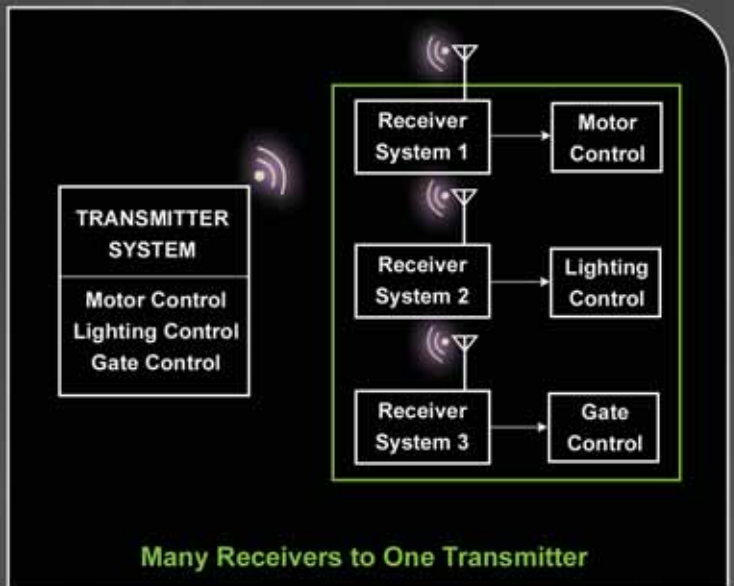 TRANSMITTER
SYSTEM
Motor Control
Lighting Control
Gate Control
Receiver
System 1
Motor
Control
Receiver
System 2
Lighting
Control
Receiver
System 3
Gate
Control
Many Receivers to One Transmitter